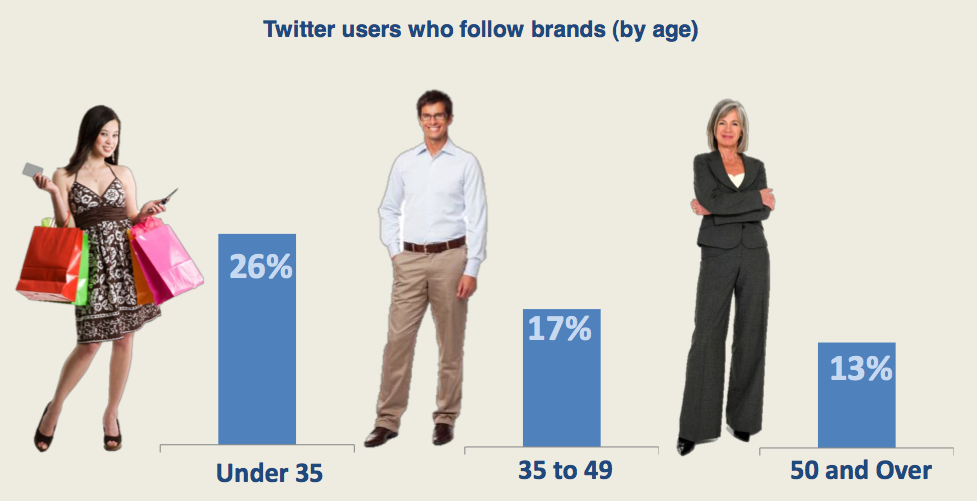 Twitter users who follow brands (by age)
26%
17%
13%
Under 35
35 to 49
50 and Over